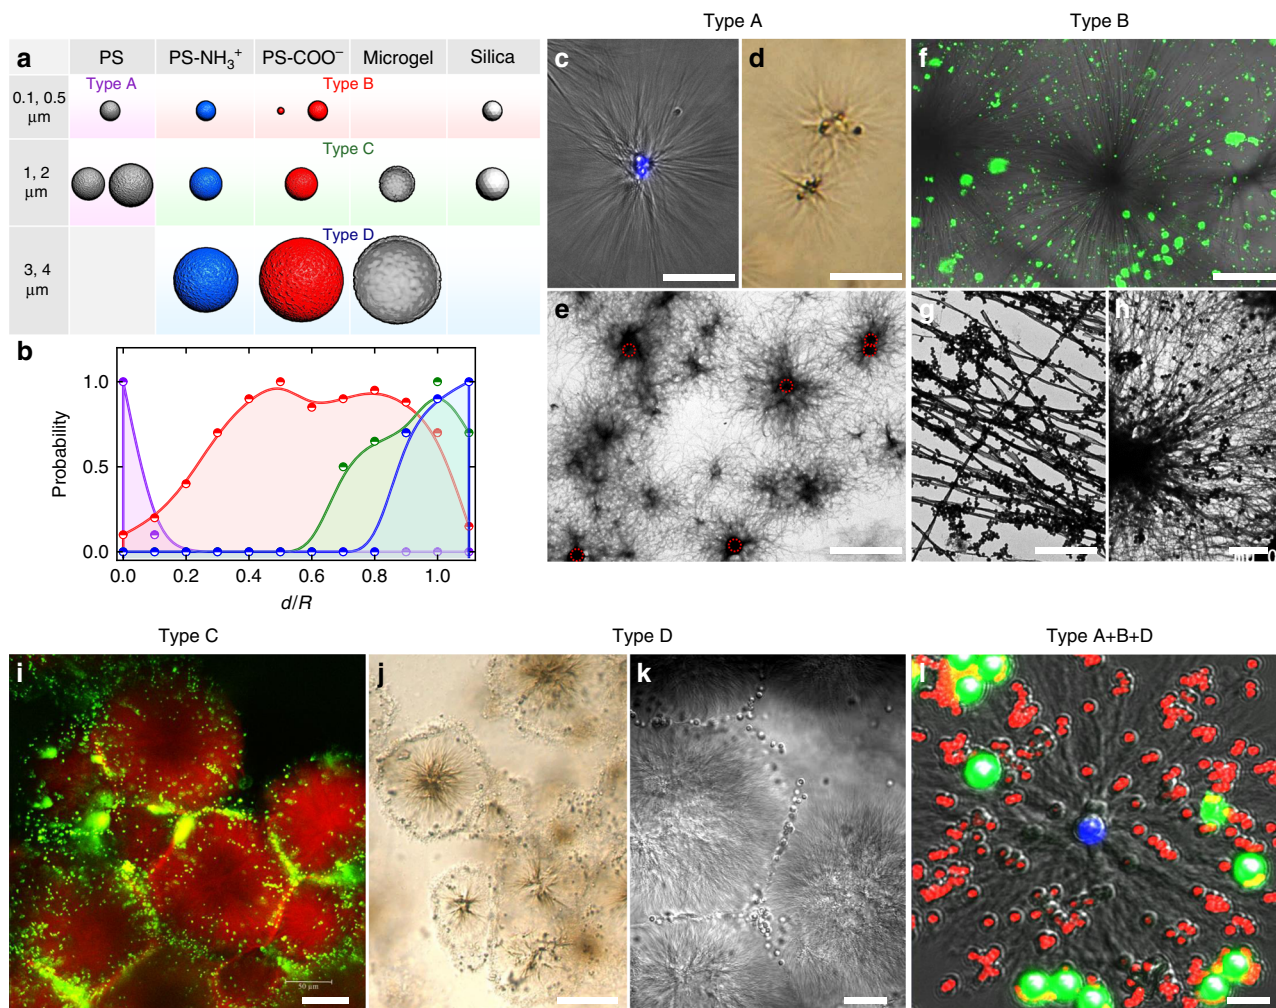 Type A
Type B
a
PS
PS-NH₃⁺
PS-COO⁻
Microgel
Silica
Type A
Type B
0.1, 0.5
µm
Type C
1, 2
µm
Type D
3, 4
µm
b
1.0
0.5
0.0
Probability
0.0
0.2
0.4
0.6
0.8
1.0
d/R
c
d
e
f
g
h
Type C
Type D
Type A+B+D
i
50 µm
j
k
l